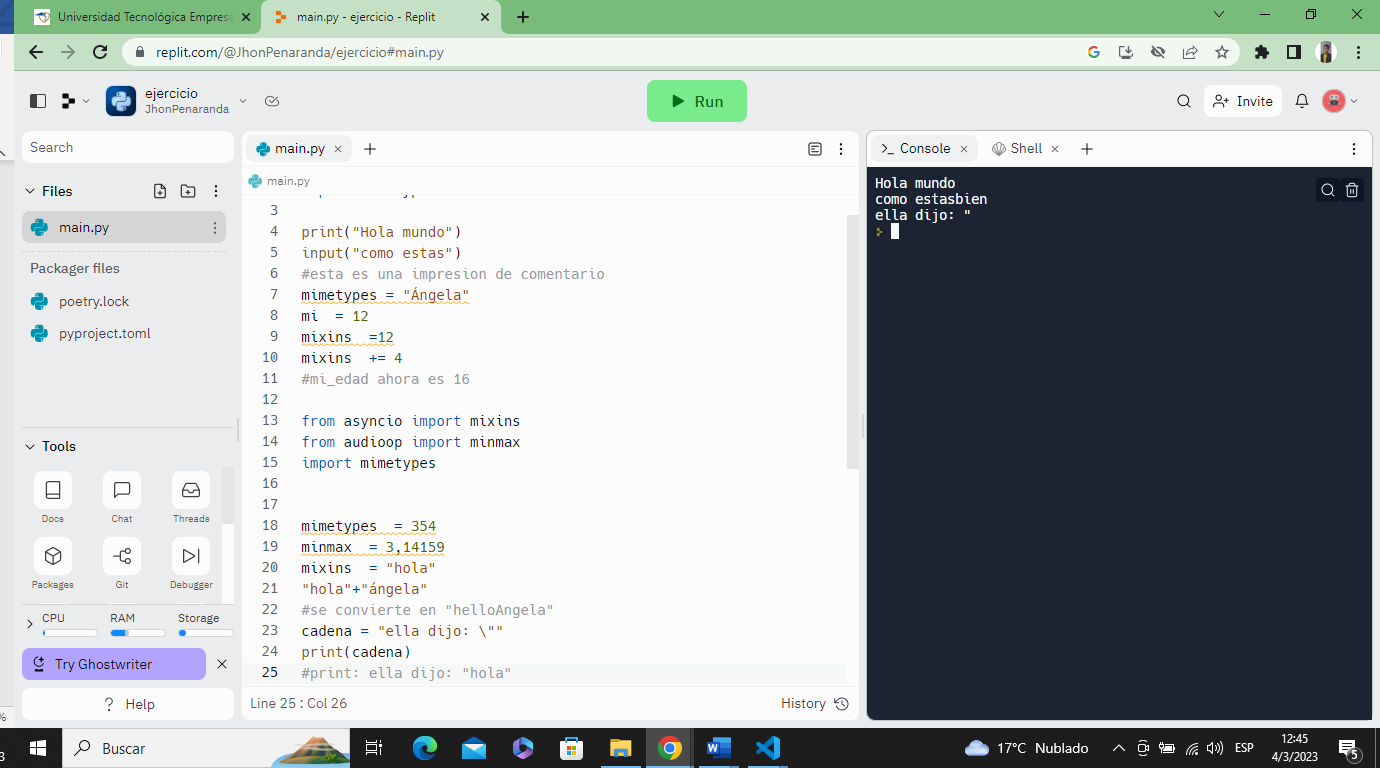 Universidad Tecnológica Empresa
main.py - ejercicio - Replit
replit.com/@JhonPenaranda/ejercicio#main.py
ejercicio
JhonPenaranda
Run
Invite
Search
Files
main.py
Packager files
poetry.lock
pyproject.toml
Tools
Docs
Chat
Threads
Packages
Git
Debugger
CPU
RAM
Storage
Try Ghostwriter
? Help
main.py
main.py
3
4 print("Hola mundo")
5 input("como estas")
6 #esta es una impresion de comentario
7 mimetypes = "Ángela"
8 mi  = 12
9 mixins  =12
10 mixins  += 4
11 #mi_edad ahora es 16
12
13 from asyncio import mixins
14 from audioop import minmax
15 import mimetypes
16
17
18 mimetypes  = 354
19 minmax  = 3,14159
20 mixins  = "hola"
21 "hola"+"ángela"
22 #se convierte en "helloAngela"
23 cadena = "ella dijo: \""
24 print(cadena)
25 #print: ella dijo: "hola"
Line 25 : Col 26
History
Console
Shell
Hola mundo
como estasbien
ella dijo: "
Buscar
17°C Nublado
ESP
12:45
4/3/2023
5